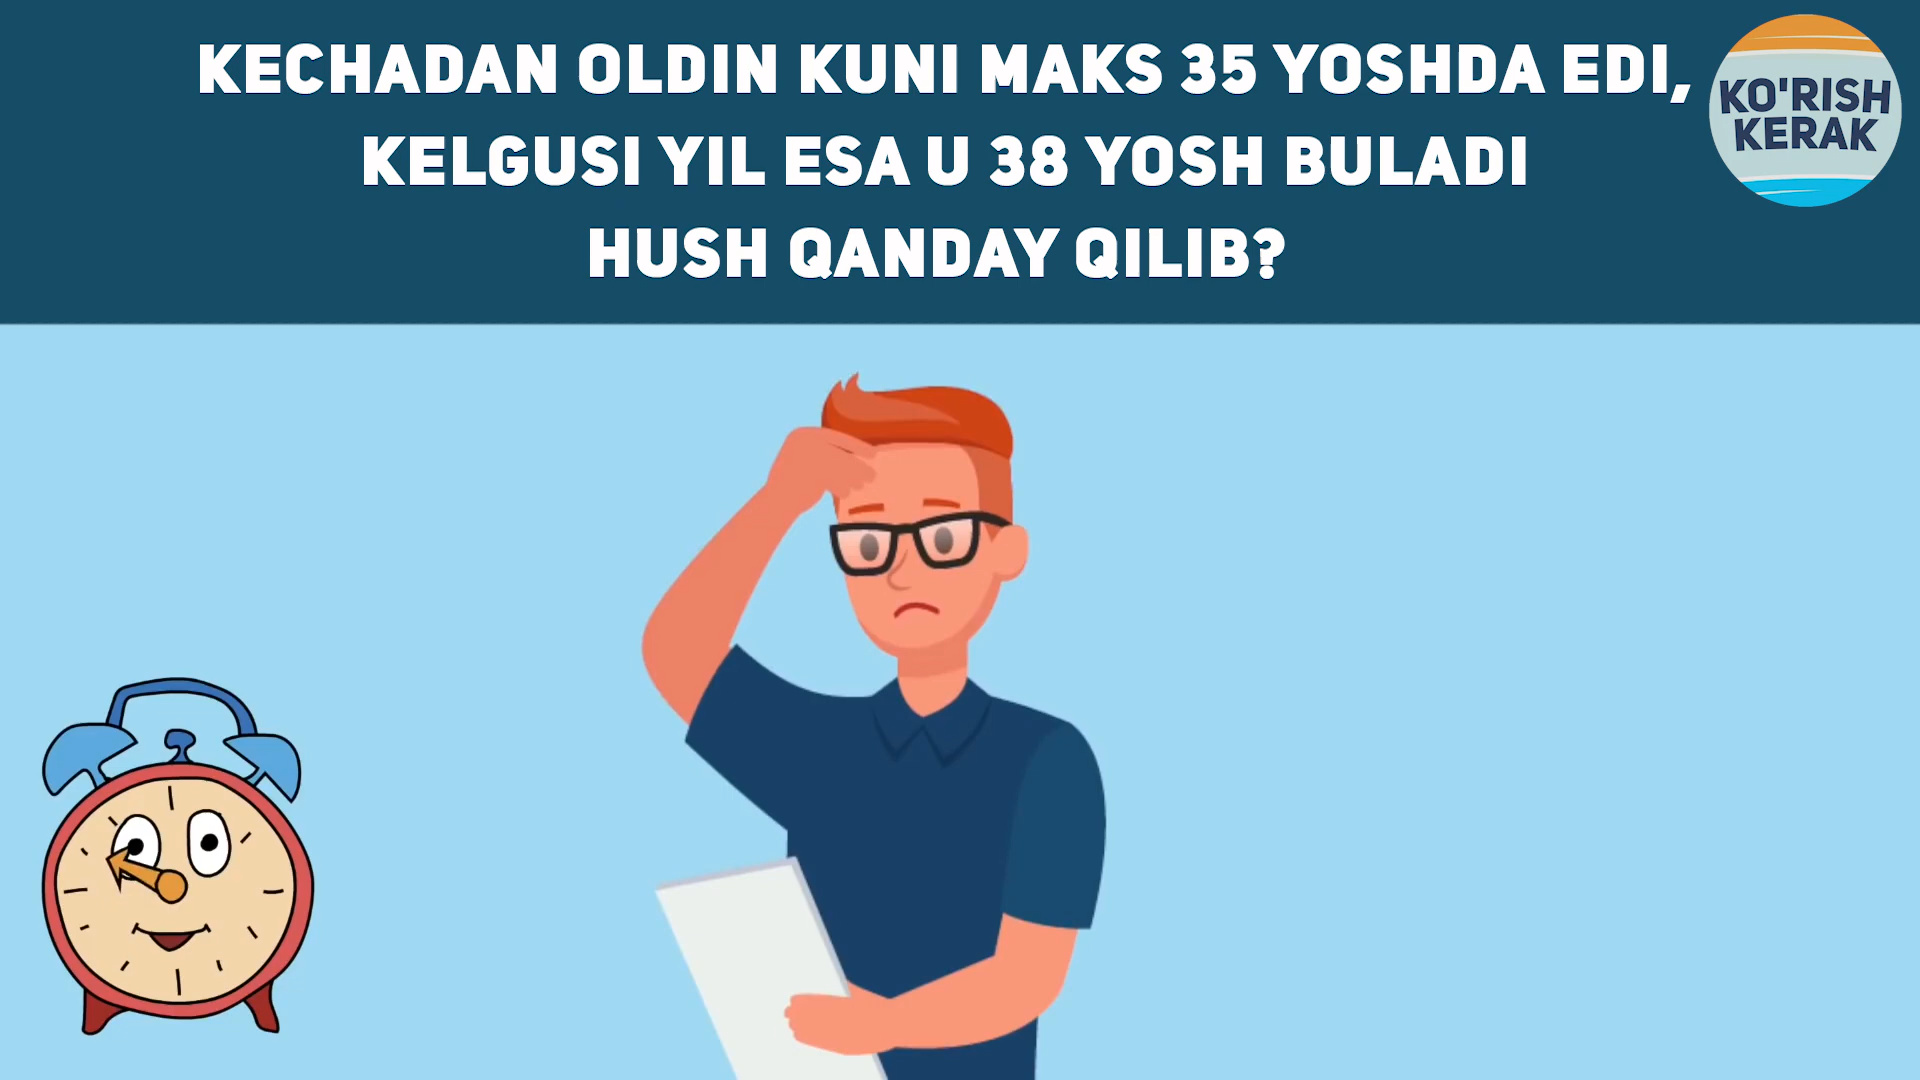 KECHADAN OLDIN KUNI MAKS 35 YOSHDA EDI,
KELGUSI YIL ESA U 38 YOSH BULADI
HUSH QANDAY QILIB?
KO'RISH
KERAK